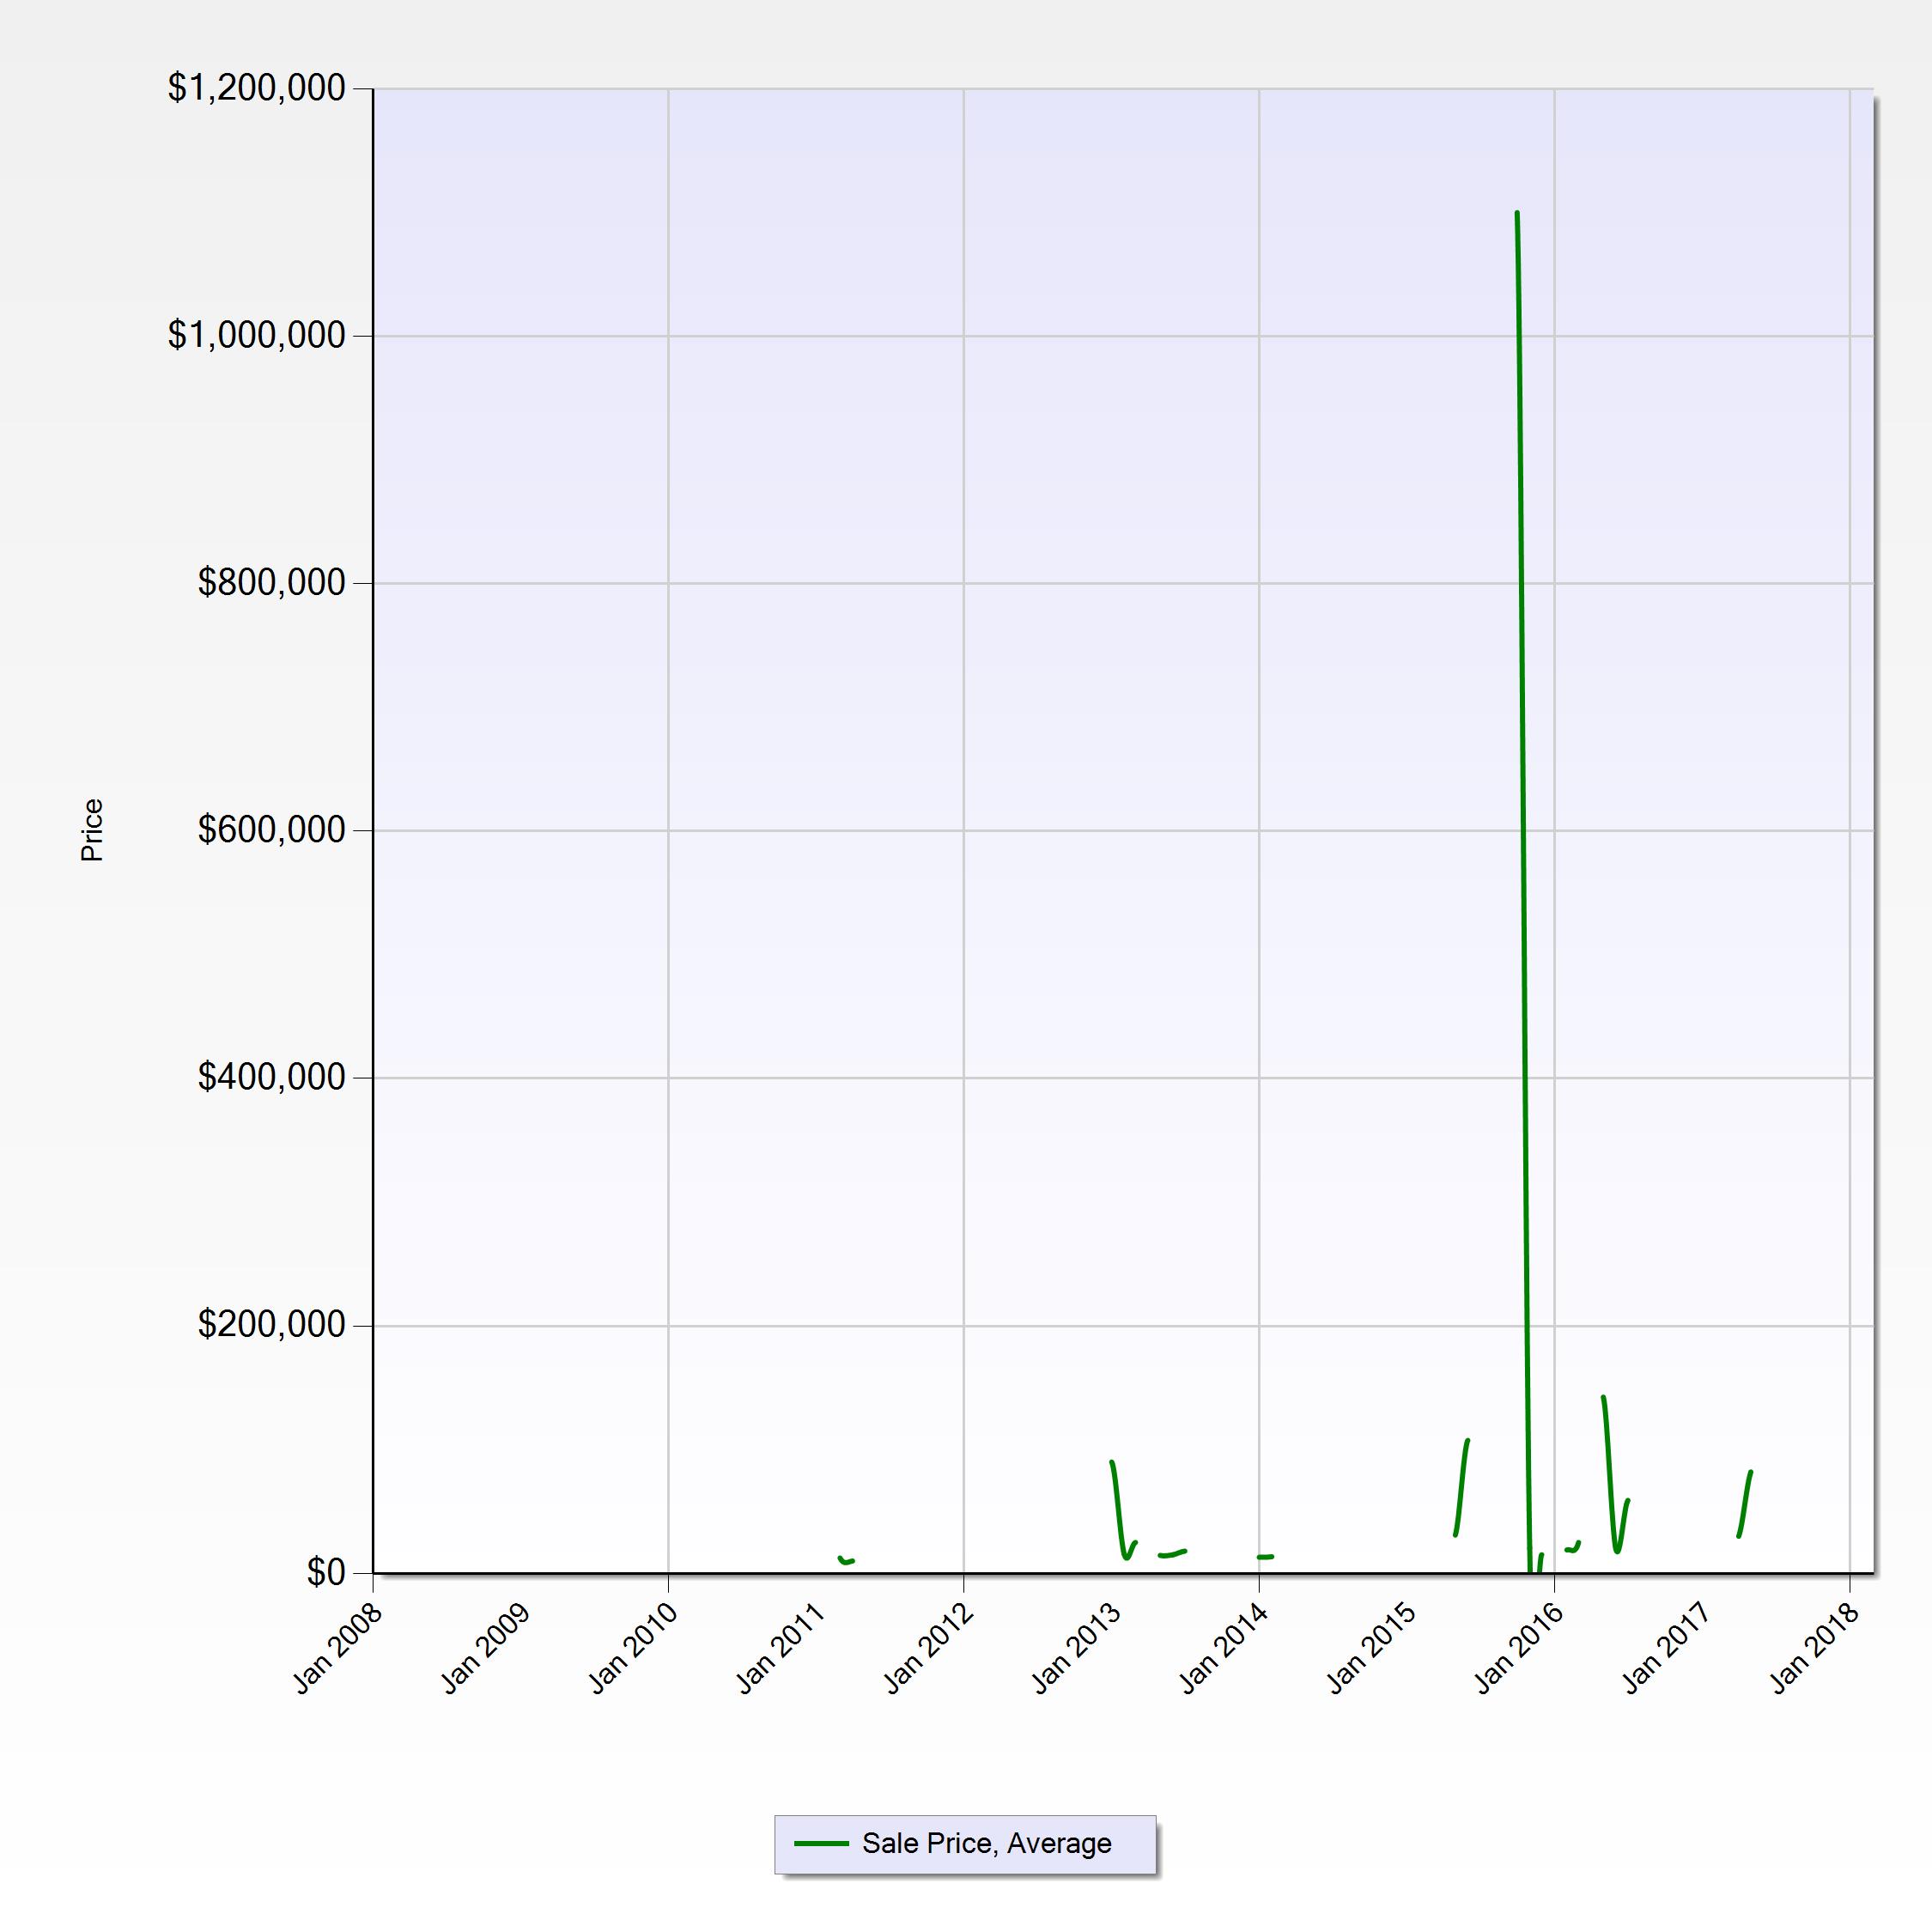 $1,200,000
$1,000,000
$800,000
$600,000
$400,000
$200,000
$0
Price
Jan 2008
Jan 2009
Jan 2010
Jan 2011
Jan 2012
Jan 2013
Jan 2014
Jan 2015
Jan 2016
Jan 2017
Jan 2018
Sale Price, Average